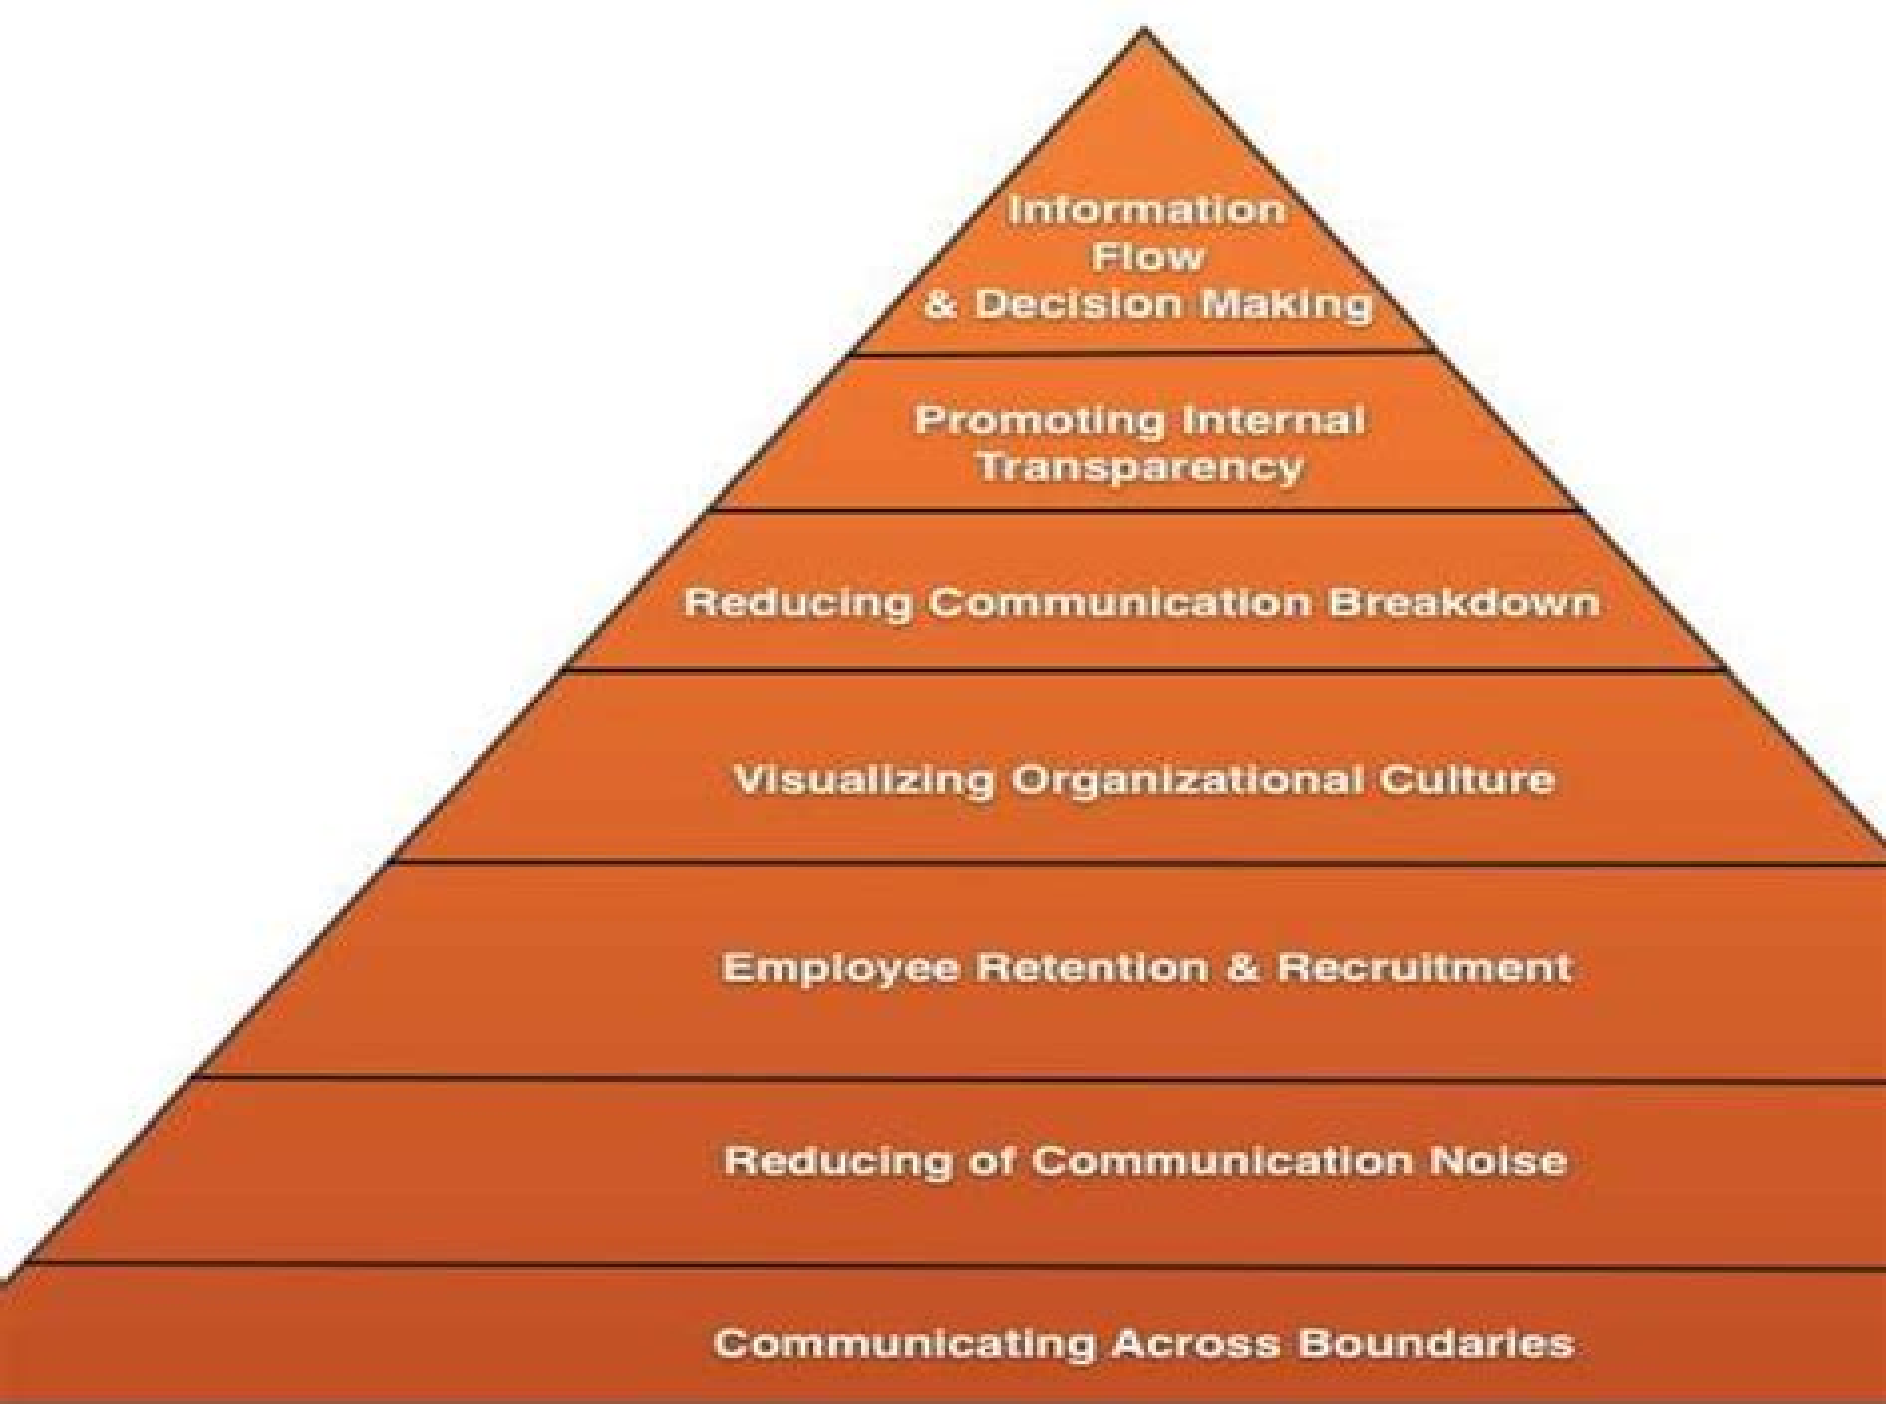 Information
Flow
& Decision Making
Promoting Internal
Transparency
Reducing Communication Breakdown
Visualizing Organizational Culture
Employee Retention & Recruitment
Reducing of Communication Noise
Communicating Across Boundaries